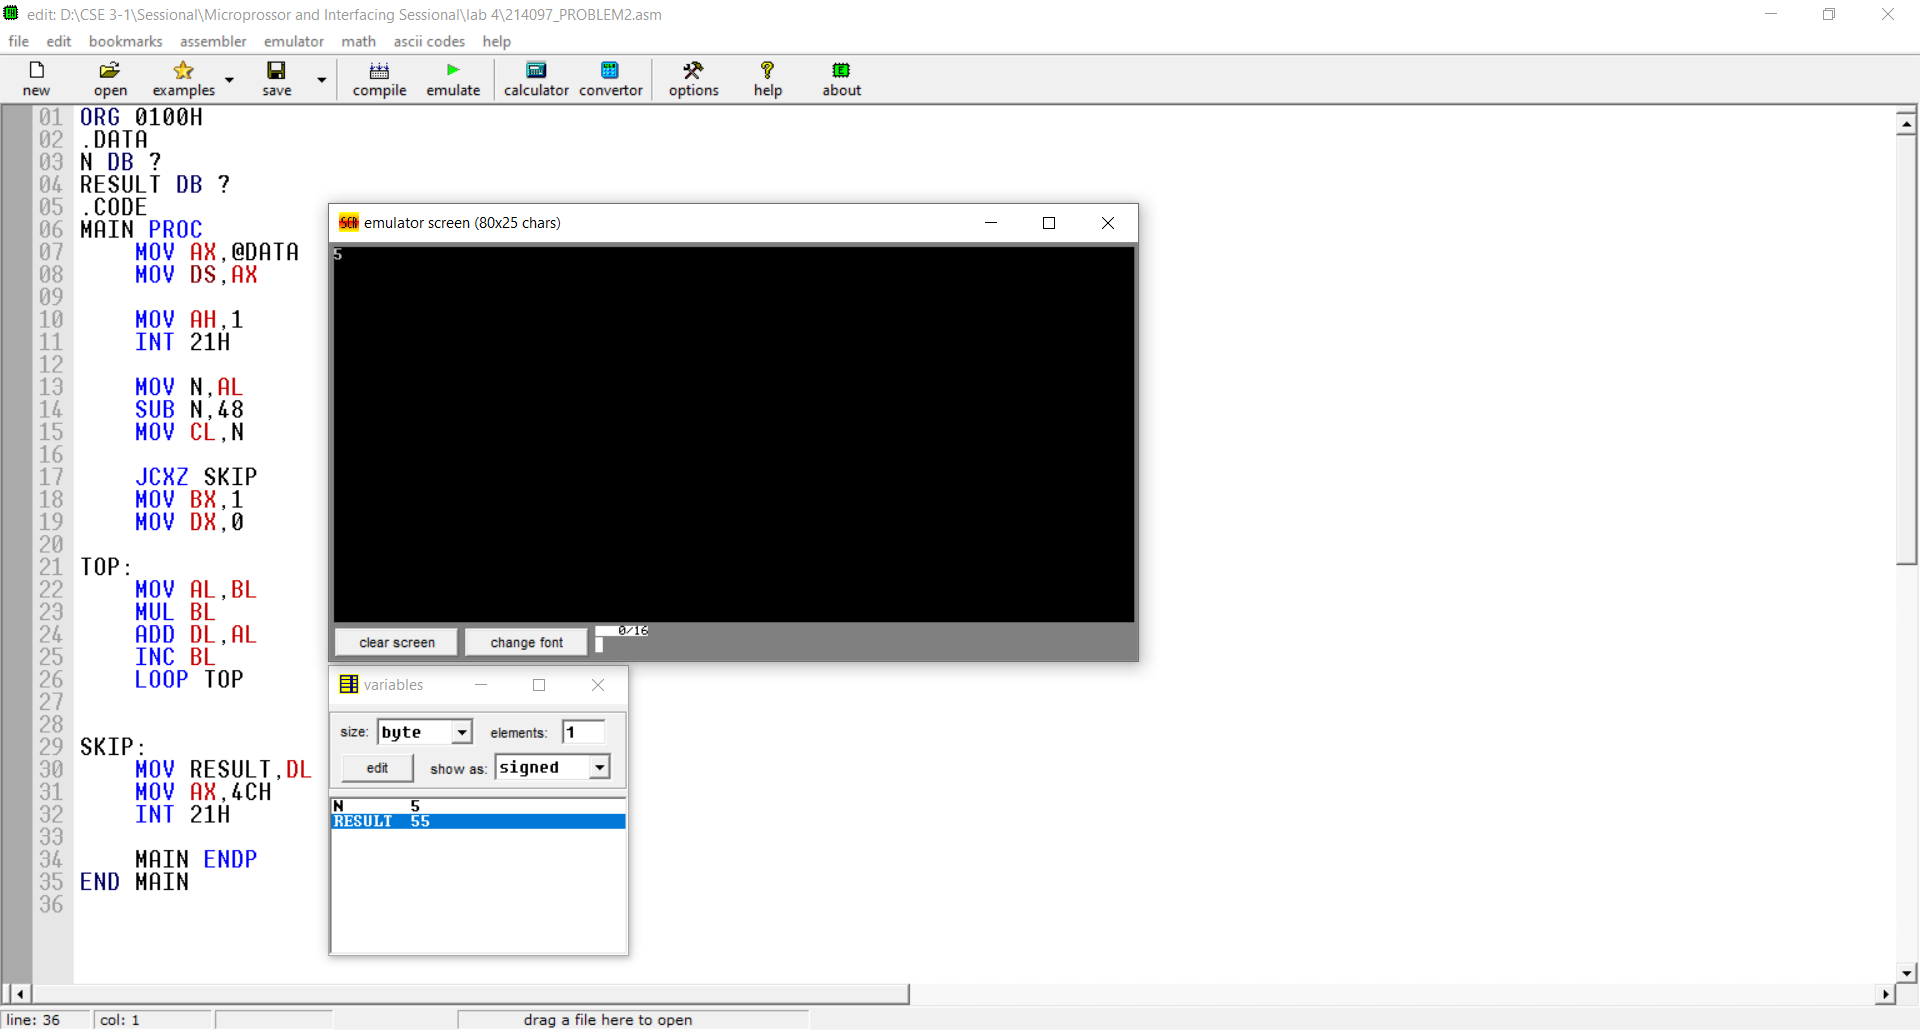 edit: D:\CSE 3-1\Sessional\Microprossor and Interfacing Sessional\lab 4\214097_PROBLEM2.asm
file edit bookmarks assembler emulator math ascii codes help
new open examples save compile emulate calculator convertor options help about
01 ORG 0100H
02 .DATA
03 N DB ?
04 RESULT DB ?
05 .CODE
06 MAIN PROC
07 MOV AX,@DATA
08 MOV DS,AX
09
10 MOV AH,1
11 INT 21H
12
13 MOV N,AL
14 SUB N,48
15 MOV CL,N
16
17 JCXZ SKIP
18 MOV BX,1
19 MOV DX,0
20
21 TOP:
22 MOV AL,BL
23 MUL BL
24 ADD DL,AL
25 INC BL
26 LOOP TOP
27
28
29 SKIP:
30 MOV RESULT,DL
31 MOV AX,4CH
32 INT 21H
33
34 MAIN ENDP
35 END MAIN
36
SCR emulator screen (80x25 chars)
5
clear screen change font 0/16
variables
size: byte elements: 1
edit show as: signed
N 5
RESULT 55
line: 36 col: 1 drag a file here to open